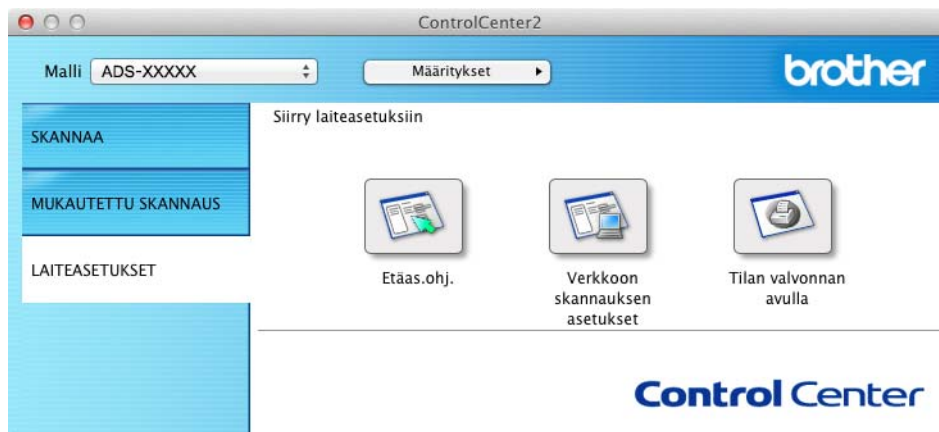 ControlCenter2
Malli ADS-XXXXX Määritykset brother
SKANNAA
Siirry laiteasetuksiin
MUKAUTETTU SKANNAUS
LAITEASETUKSET
Etäas.ohj.
Verkkoon
skannauksen
asetukset
Tilan valvonnan
avulla
Control Center